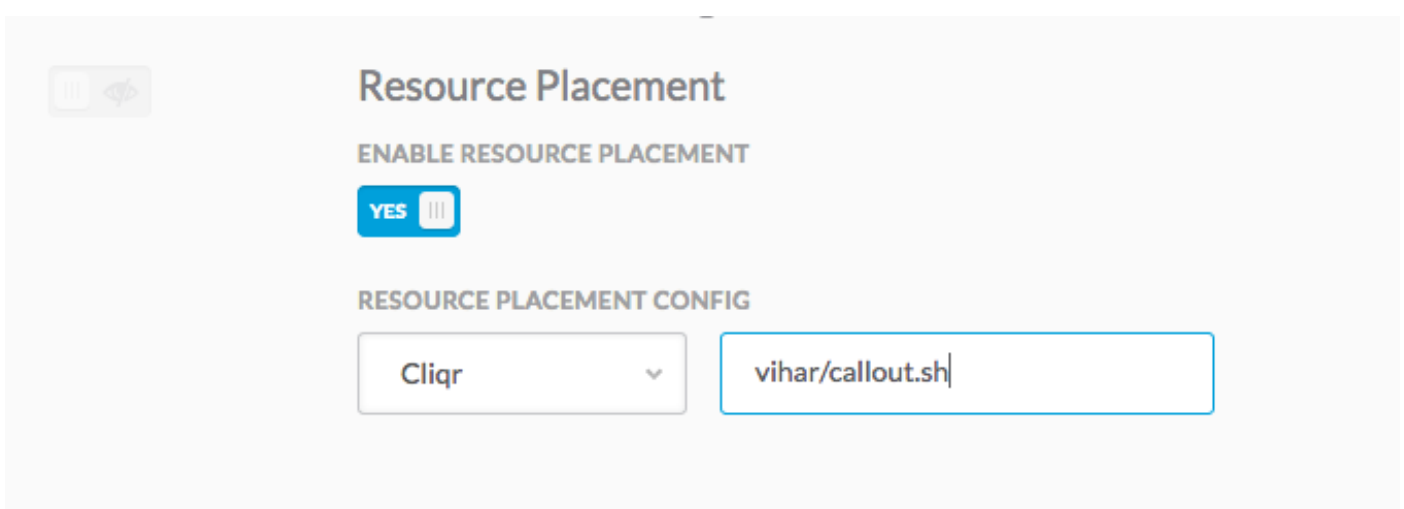 Resource Placement
ENABLE RESOURCE PLACEMENT
YES
RESOURCE PLACEMENT CONFIG
Cliqr vihar/callout.sh